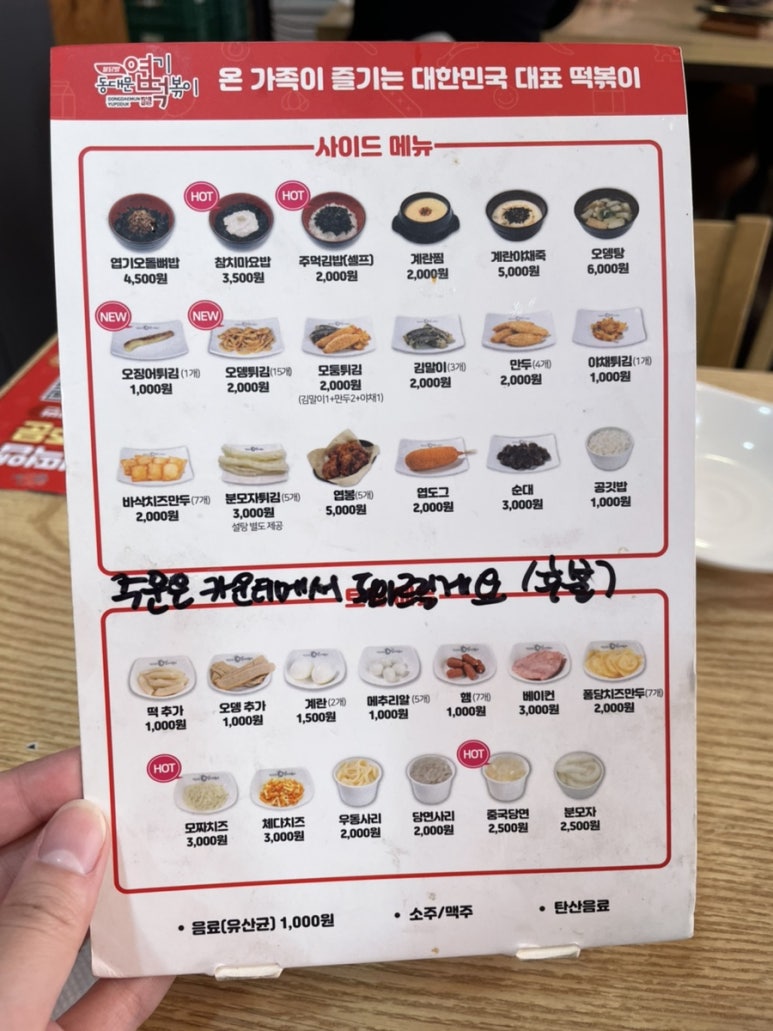 불닭발
엽기
동대문 떡볶이
DONGDAEMUN
YUPDDUK
온 가족이 즐기는 대한민국 대표 떡볶이
사이드 메뉴
HOT HOT
엽기오돌뼈밥 참치마요밥 주먹김밥(셀프) 계란찜 계란야채죽 오뎅탕
4,500원 3,500원 2,000원 2,000원 5,000원 6,000원
NEW NEW
오징어튀김(1개) 오뎅튀김(15개) 모둠튀김 김말이(3개) 만두(4개) 야채튀김(1개)
1,000원 2,000원 2,000원 2,000원 2,000원 1,000원
(김말이1+만두2+야채1)
바삭치즈만두(7개) 분모자튀김(5개) 엽봉(5개) 엽도그 순대 공깃밥
2,000원 3,000원 5,000원 2,000원 3,000원 1,000원
설탕 별도 제공
주문은 카운터에서 (후불)
떡 추가 오뎅 추가 계란(2개) 메추리알(5개) 햄(7개) 베이컨 퐁당치즈만두(7개)
1,000원 1,000원 1,500원 1,000원 1,000원 3,000원 2,000원
HOT HOT
모짜치즈 체다치즈 우동사리 당면사리 중국당면 분모자
3,000원 3,000원 2,000원 2,000원 2,500원 2,500원
• 음료(유산균) 1,000원 • 소주/맥주 • 탄산음료